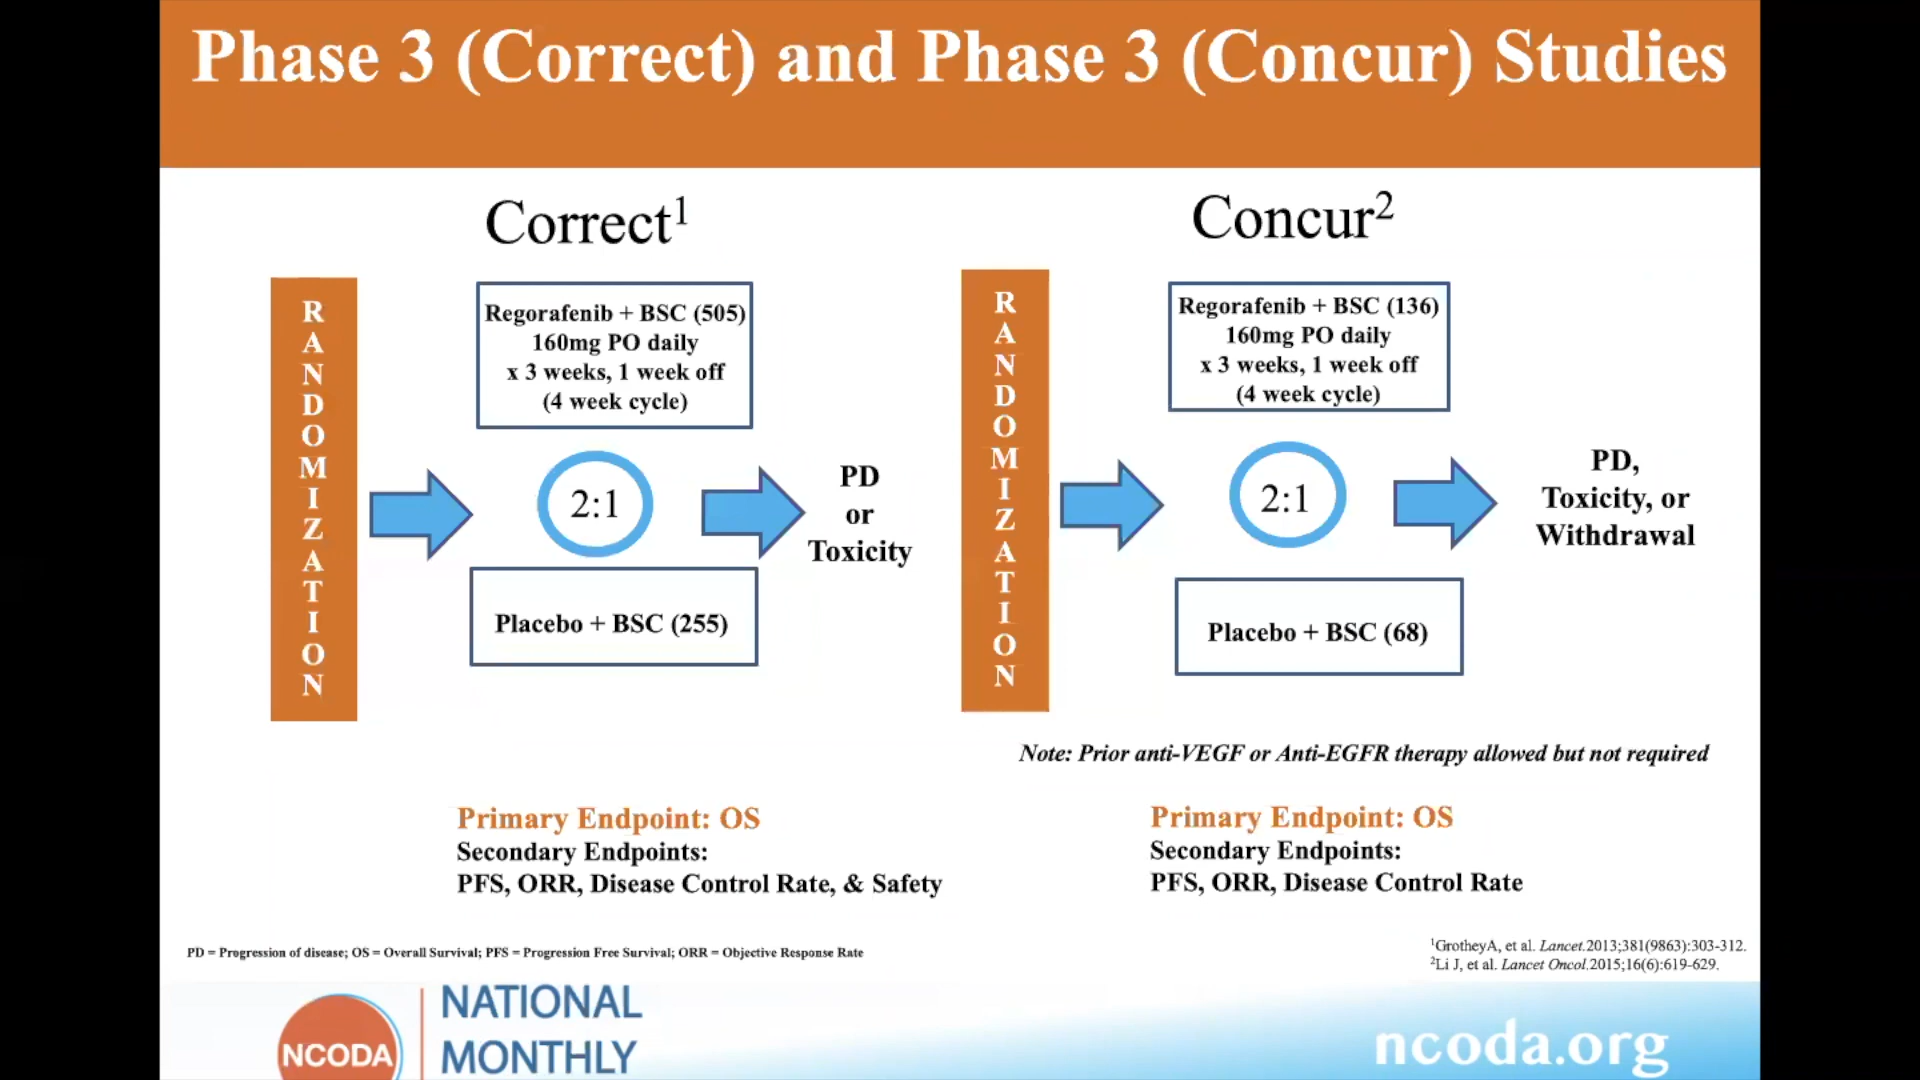 Phase 3 (Correct) and Phase 3 (Concur) Studies
Correct1
RANDOMIZATION
Regorafenib + BSC (505)
160mg PO daily
x 3 weeks, 1 week off
(4 week cycle)
2:1
Placebo + BSC (255)
PD
or
Toxicity
Primary Endpoint: OS
Secondary Endpoints:
PFS, ORR, Disease Control Rate, & Safety
Concur2
RANDOMIZATION
Regorafenib + BSC (136)
160mg PO daily
x 3 weeks, 1 week off
(4 week cycle)
2:1
Placebo + BSC (68)
PD,
Toxicity, or
Withdrawal
Note: Prior anti-VEGF or Anti-EGFR therapy allowed but not required
Primary Endpoint: OS
Secondary Endpoints:
PFS, ORR, Disease Control Rate
PD = Progression of disease; OS = Overall Survival; PFS = Progression Free Survival; ORR = Objective Response Rate
1GrotheyA, et al. Lancet.2013;381(9863):303-312.
2Li J, et al. Lancet Oncol.2015;16(6):619-629.
NCODA
NATIONAL
MONTHLY
ncoda.org